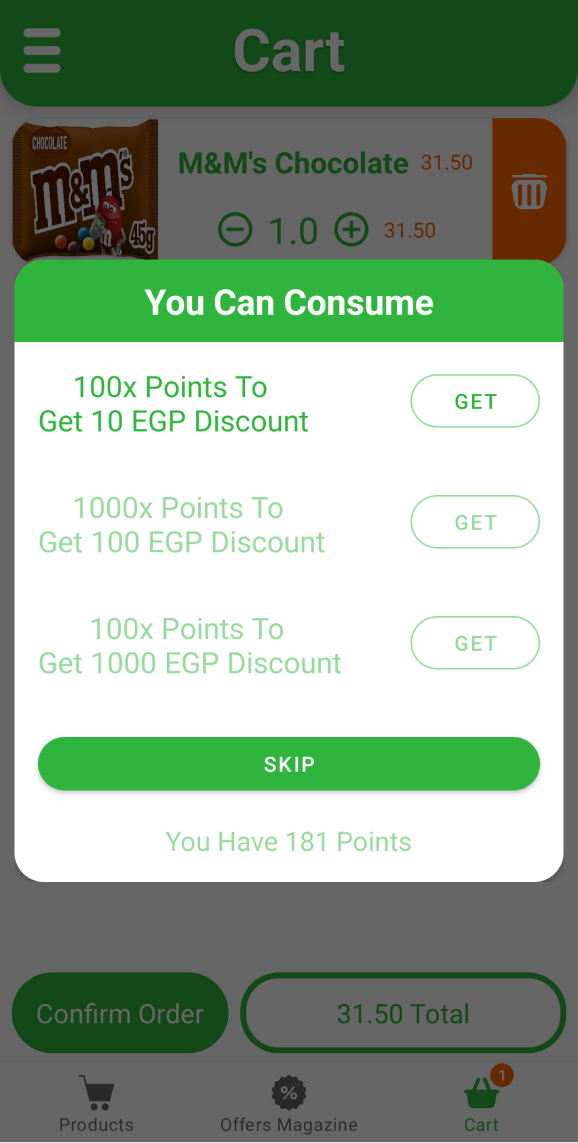 Cart
CHOCOLATE
m&m's
45g
M&M's Chocolate 31.50
1.0 31.50
You Can Consume
100x Points To
Get 10 EGP Discount
GET
1000x Points To
Get 100 EGP Discount
GET
100x Points To
Get 1000 EGP Discount
GET
SKIP
You Have 181 Points
Confirm Order
31.50 Total
1
Products
Offers Magazine
Cart